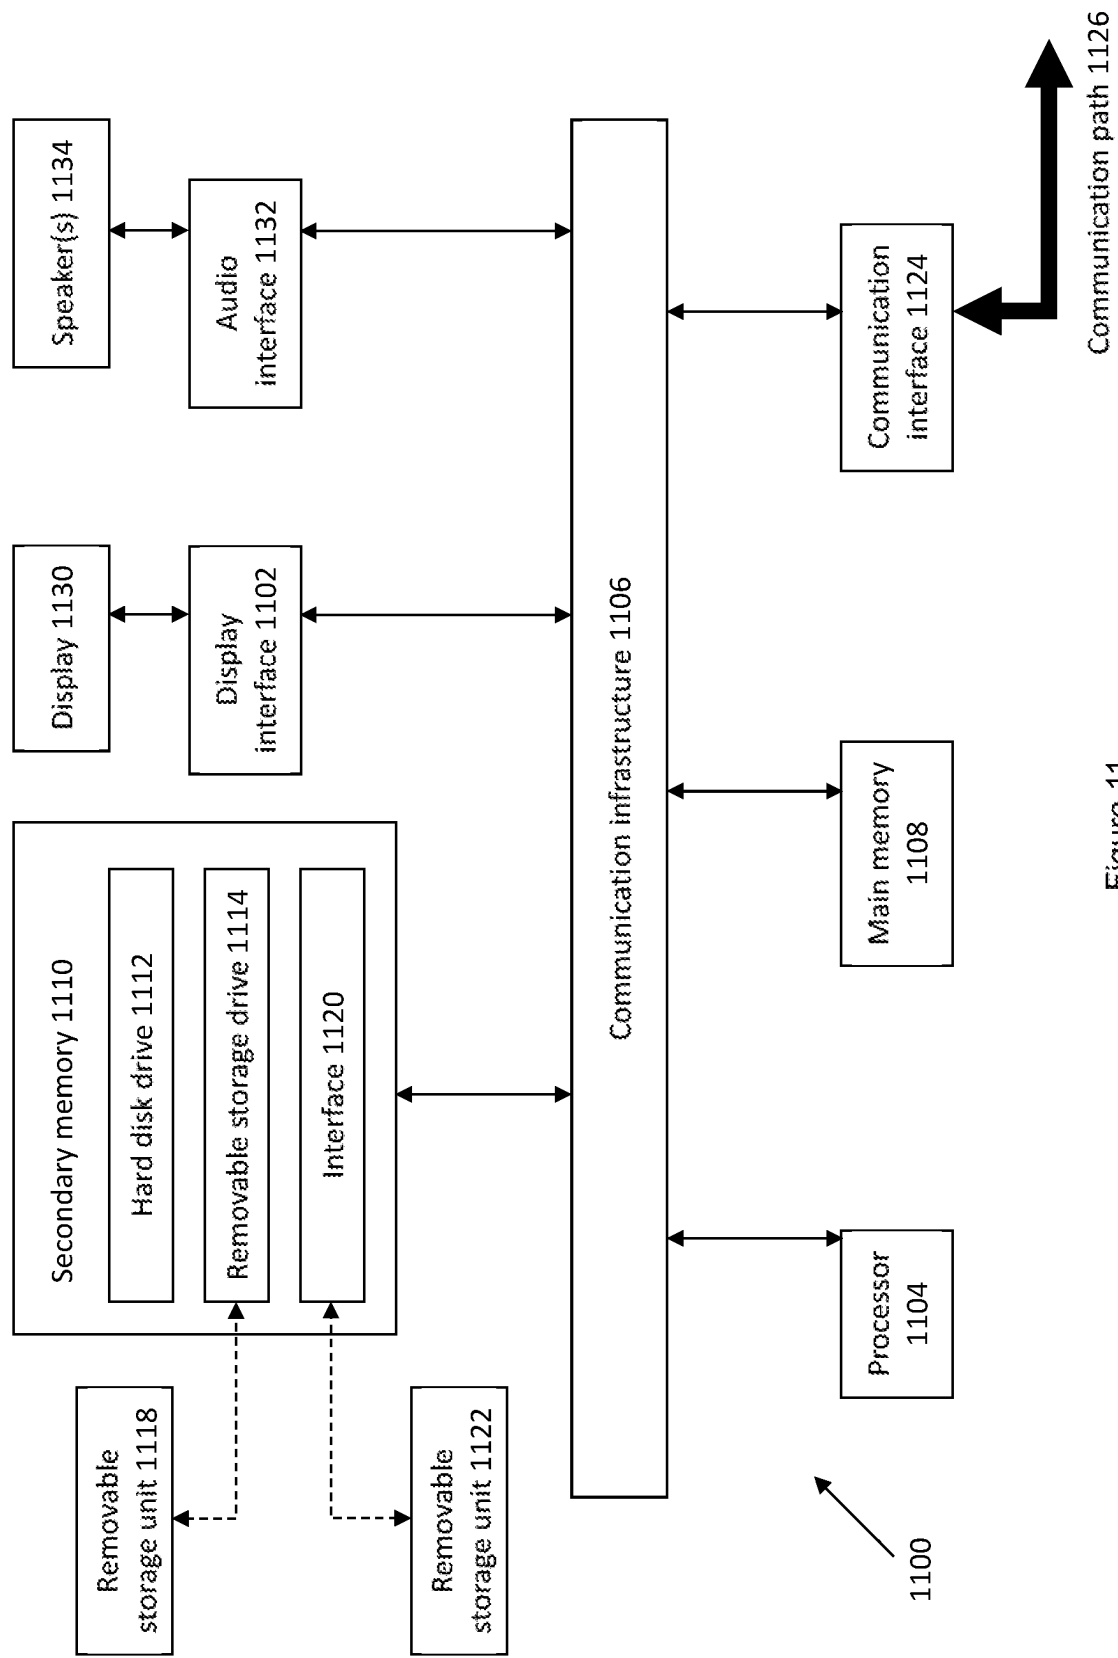 Removable
storage unit 1118
Removable
storage unit 1122
Secondary memory 1110
Hard disk drive 1112
Removable storage drive 1114
Interface 1120
Display 1130
Display
interface 1102
Speaker(s) 1134
Audio
interface 1132
Communication infrastructure 1106
Processor
1104
Main memory
1108
Communication
interface 1124
Communication path 1126
1100
Figure 11